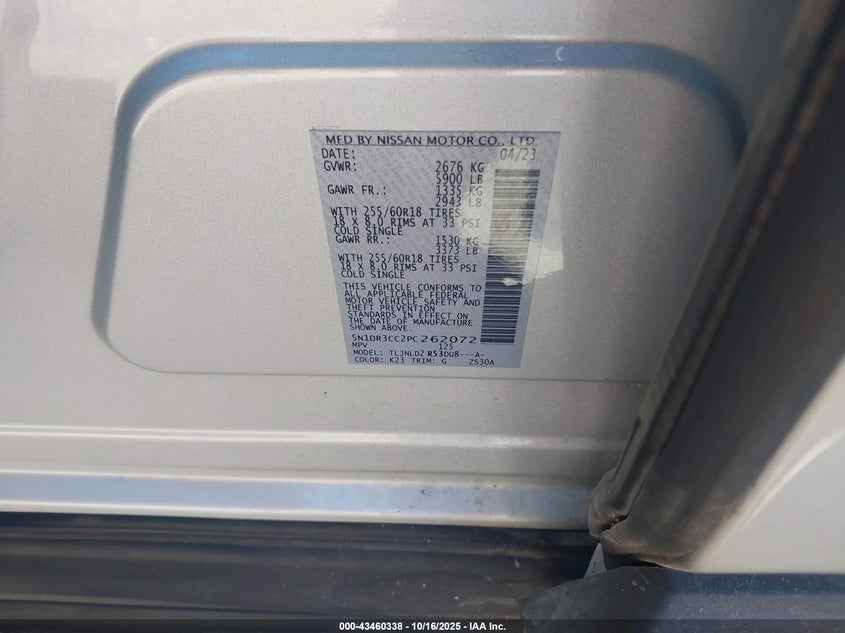 MFD BY NISSAN MOTOR CO., LTD.
DATE: 04/23
GVWR: 2676 KG
5900 LB
GAWR FR.: 1335 KG
2943 LB
WITH 255/60R18 TIRES
18 X 8.0 RIMS AT 33 PSI
COLD SINGLE
GAWR RR.: 1530 KG
3373 LB
WITH 255/60R18 TIRES
18 X 8.0 RIMS AT 33 PSI
COLD SINGLE
THIS VEHICLE CONFORMS TO
ALL APPLICABLE FEDERAL
MOTOR VEHICLE SAFETY AND
THEFT PREVENTION
STANDARDS IN EFFECT ON
THE DATE OF MANUFACTURE
SHOWN ABOVE.
5N1DR3CC2PC262072
MPV 125
MODEL: TLJNLD2 R53DU8---A-
COLOR: K23 TRIM: G ZS30A
000-43460338 - 10/16/2025 - IAA Inc.